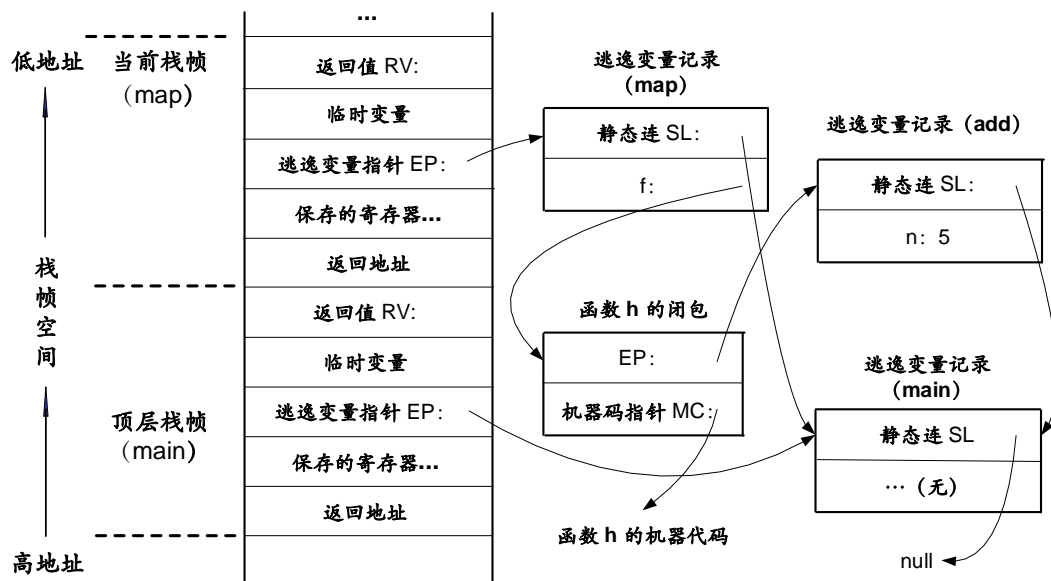 ...
低地址
当前栈帧
（map）
栈帧空间
顶层栈帧
（main）
高地址
返回值 RV:
临时变量
逃逸变量指针 EP:
保存的寄存器...
返回地址
返回值 RV:
临时变量
逃逸变量指针 EP:
保存的寄存器...
返回地址
逃逸变量记录
(map)
静态连 SL:
f:
函数 h 的闭包
EP:
机器码指针 MC:
函数 h 的机器代码
逃逸变量记录（add）
静态连 SL:
n: 5
逃逸变量记录
(main)
静态连 SL
…（无）
null